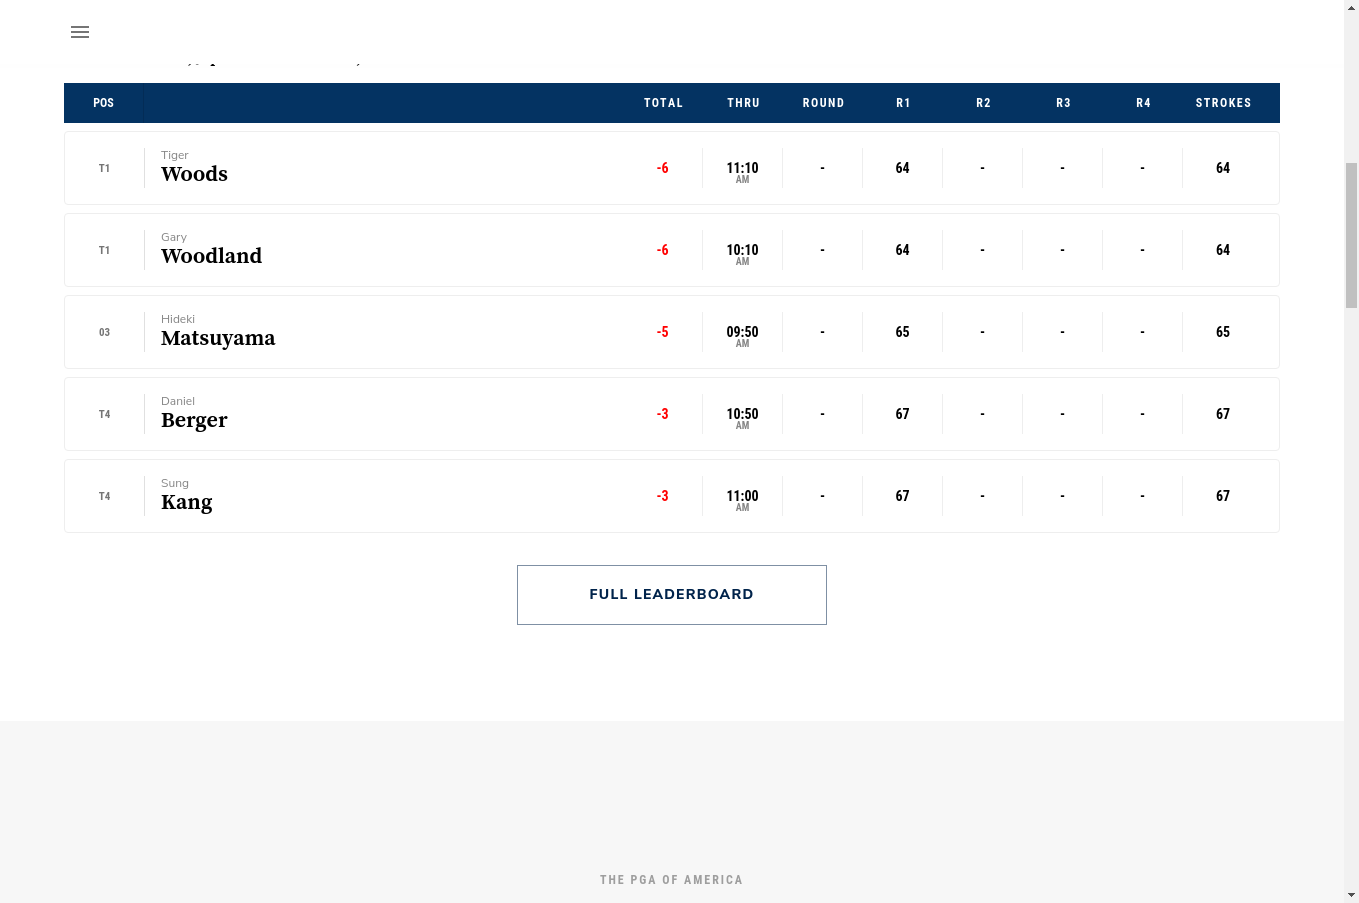 POS TOTAL THRU ROUND R1 R2 R3 R4 STROKES
Tiger
T1 Woods -6 11:10 - 64 - - - 64
AM
Gary
T1 Woodland -6 10:10 - 64 - - - 64
AM
Hideki
03 Matsuyama -5 09:50 - 65 - - - 65
AM
Daniel
T4 Berger -3 10:50 - 67 - - - 67
AM
Sung
T4 Kang -3 11:00 - 67 - - - 67
AM
FULL LEADERBOARD
THE PGA OF AMERICA